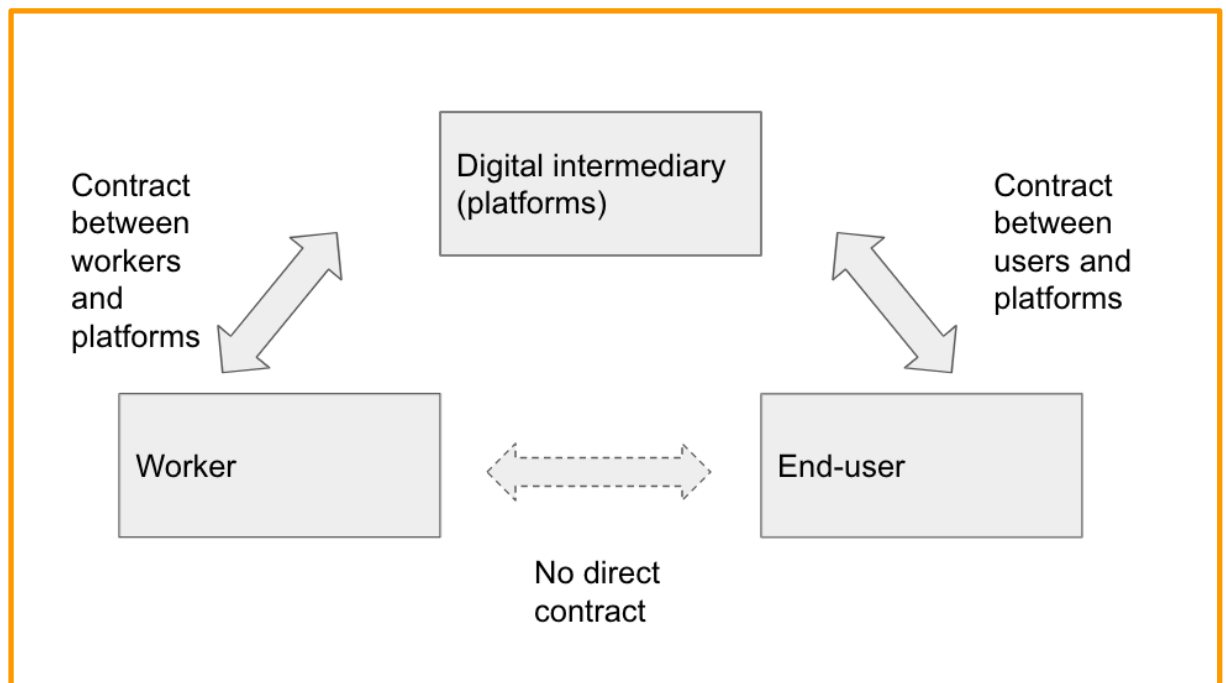 Digital intermediary
(platforms)
Contract
between
workers
and
platforms
Contract
between
users and
platforms
Worker
End-user
No direct
contract